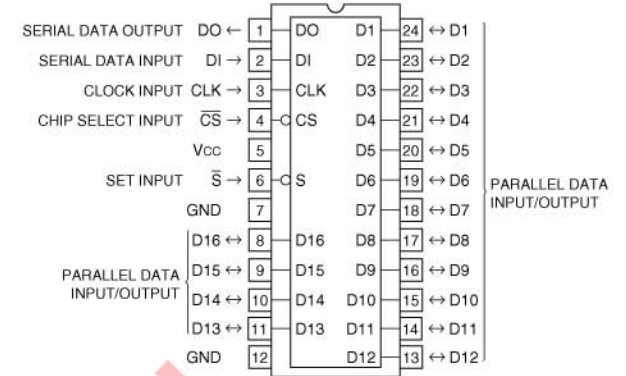 SERIAL DATA OUTPUT DO ← 1 DO D1 24 ↔ D1
SERIAL DATA INPUT DI → 2 DI D2 23 ↔ D2
CLOCK INPUT CLK → 3 CLK D3 22 ↔ D3
CHIP SELECT INPUT C̅S̅ → 4 CS D4 21 ↔ D4
Vcc 5 D5 20 ↔ D5
SET INPUT S̅ → 6 S D6 19 ↔ D6
GND 7 D7 18 ↔ D7
D16 ↔ 8 D16 D8 17 ↔ D8
D15 ↔ 9 D15 D9 16 ↔ D9
D14 ↔ 10 D14 D10 15 ↔ D10
D13 ↔ 11 D13 D11 14 ↔ D11
GND 12 D12 13 ↔ D12
PARALLEL DATA
INPUT/OUTPUT
PARALLEL DATA
INPUT/OUTPUT